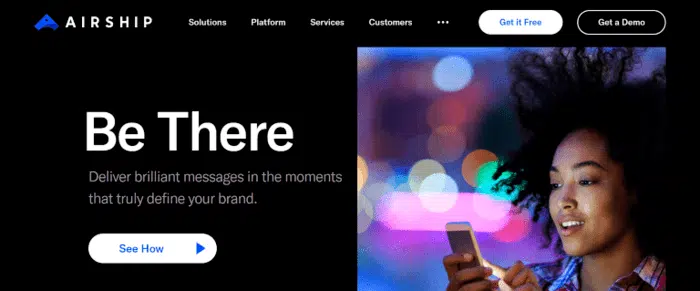 AIRSHIP
Solutions Platform Services Customers ••• Get it Free Get a Demo
Be There
Deliver brilliant messages in the moments
that truly define your brand.
See How